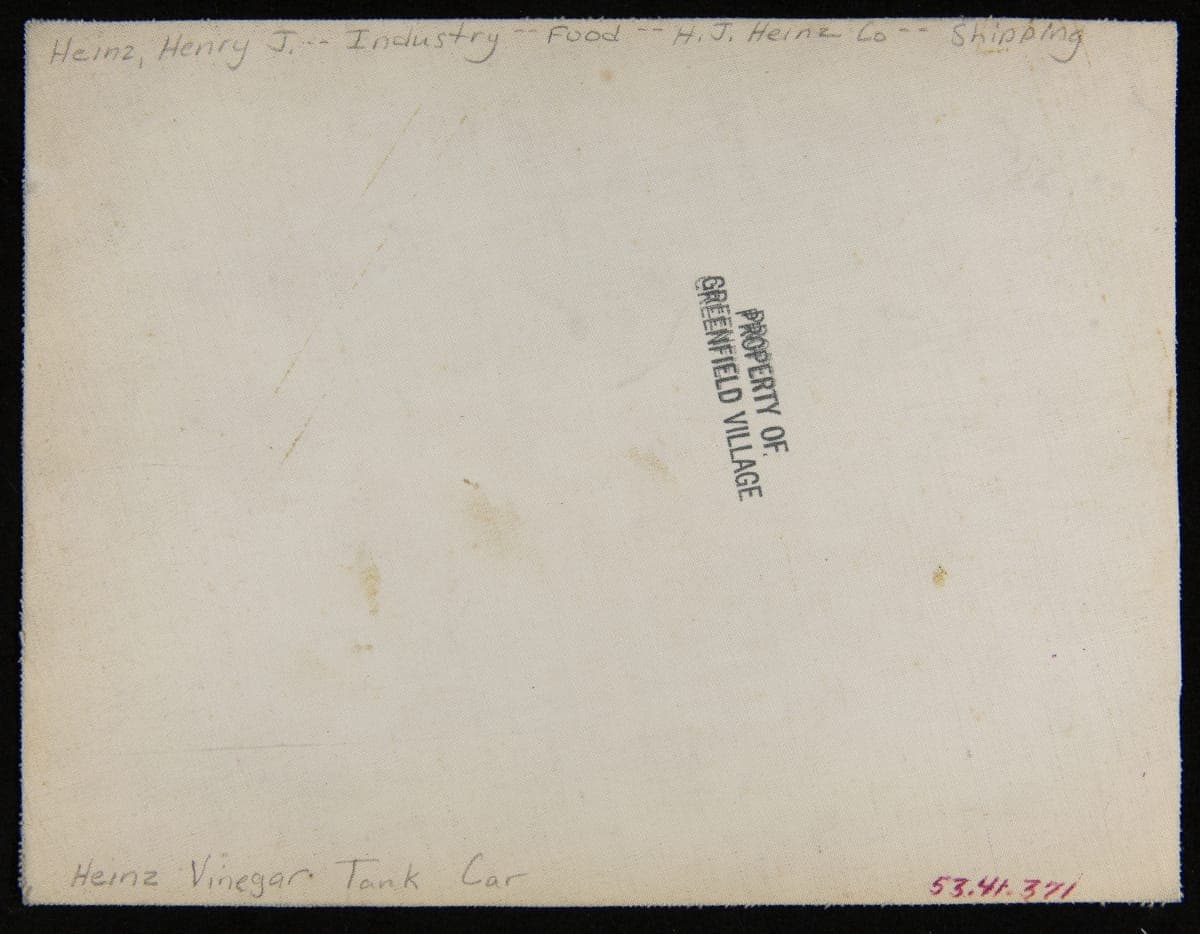 Heinz, Henry J. -- Industry -- Food -- H. J. Heinz Co -- Shipping
PROPERTY OF.
GREENFIELD VILLAGE
Heinz Vinegar Tank Car
53.41.371